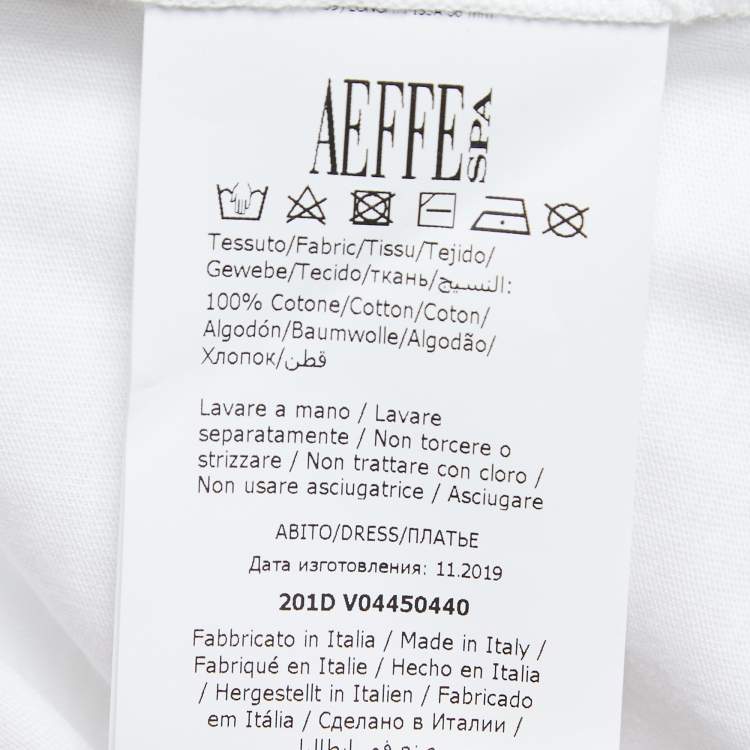 AEFFE SPA
Tessuto/Fabric/Tissu/Tejido/
Gewebe/Tecido/ткань/النسيج:
100% Cotone/Cotton/Coton/
Algodón/Baumwolle/Algodão/
Хлопок/قطن
Lavare a mano / Lavare
separatamente / Non torcere o
strizzare / Non trattare con cloro /
Non usare asciugatrice / Asciugare
ABITO/DRESS/ПЛАТЬЕ
Дата изготовления: 11.2019
201D V04450440
Fabbricato in Italia / Made in Italy /
Fabriqué en Italie / Hecho en Italia
/ Hergestellt in Italien / Fabricado
em Itália / Сделано в Италии /